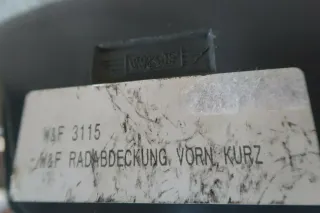 W&F 3115
W&F RADABDECKUNG VORN, KURZ